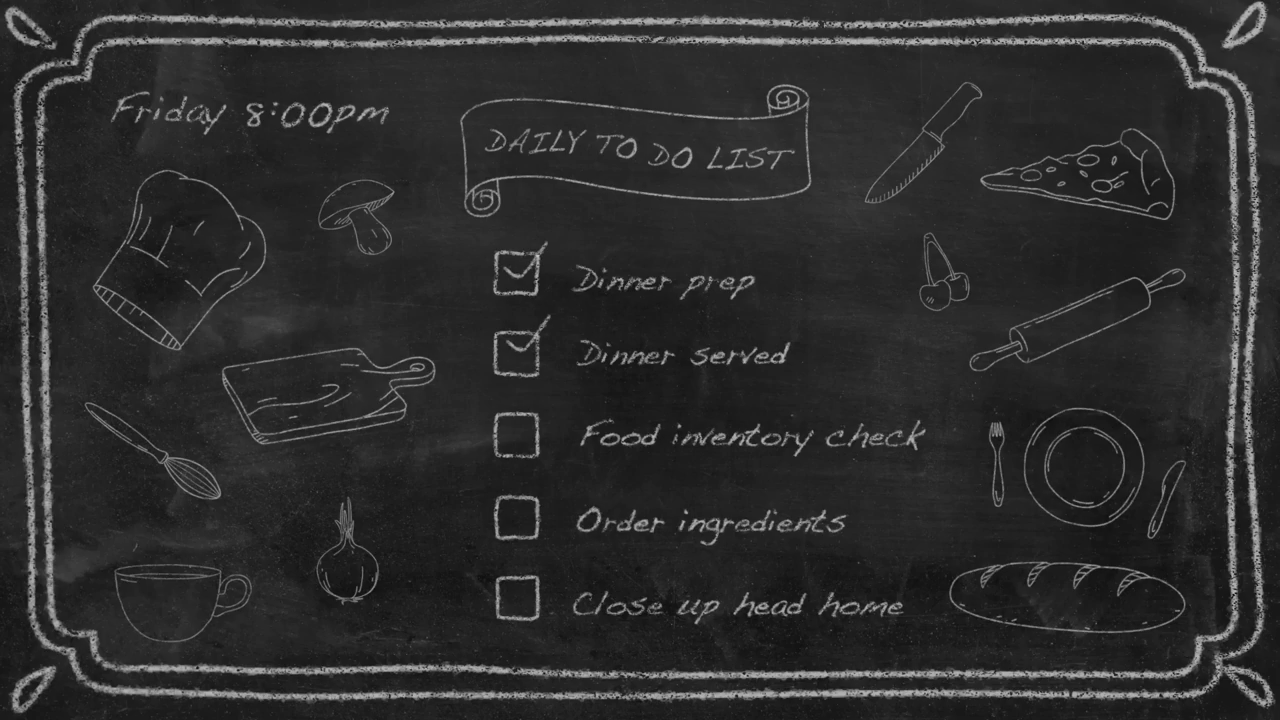 Friday 8:00pm
DAILY TO DO LIST
Dinner prep
Dinner served
Food inventory check
Order ingredients
Close up head home